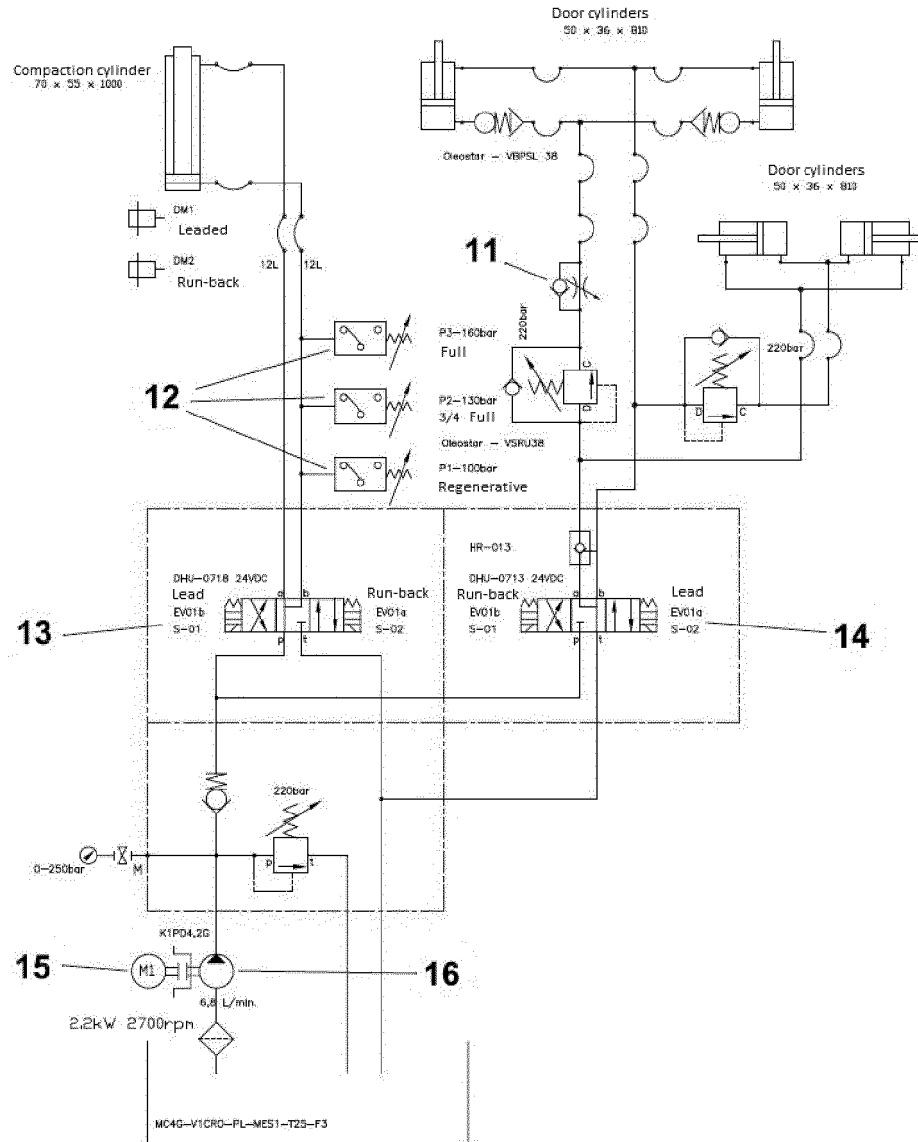 Door cylinders
50 x 36 x 810
Compaction cylinder
70 x 55 x 1000
Oleostar – VBPSL 38
Door cylinders
50 x 36 x 810
DM1
Leaded
DM2
Run-back
12L
12L
11
220bar
220bar
P3-160bar
Full
12
P2-130bar
3/4 Full
C
D
D
C
Oleostar – VSRU38
P1-100bar
Regenerative
HR-013
DHU-0718 24VDC
Lead
Run-back
DHU-0713 24VDC
Run-back
Lead
a
b
a
b
13
EV01b
EV01a
EV01b
EV01a
14
S-01
S-02
S-01
S-02
p
t
p
t
220bar
0-250bar
M
p
t
K1PD4,2G
15
M1
16
6,8 L/min.
2.2kW 2700rpm
MC4G-V1CRO-PL-MES1-T25-F3